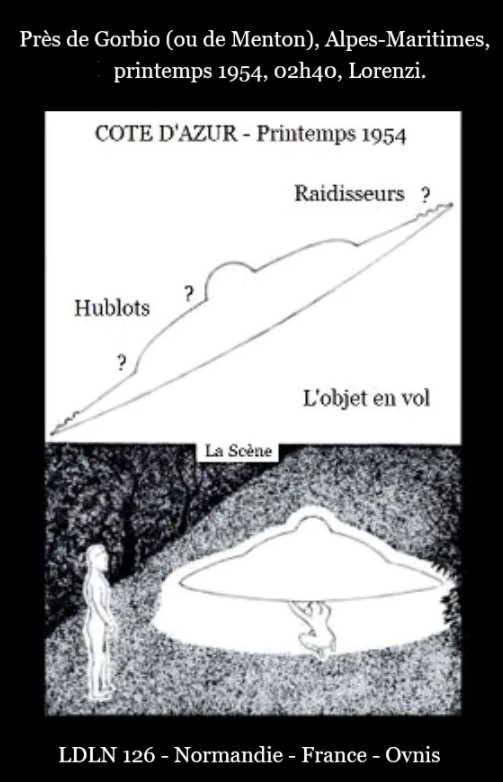 Près de Gorbio (ou de Menton), Alpes-Maritimes,
printemps 1954, 02h40, Lorenzi.
COTE D'AZUR - Printemps 1954
Raidisseurs ?
?
Hublots
?
L'objet en vol
La Scène
LDLN 126 - Normandie - France - Ovnis